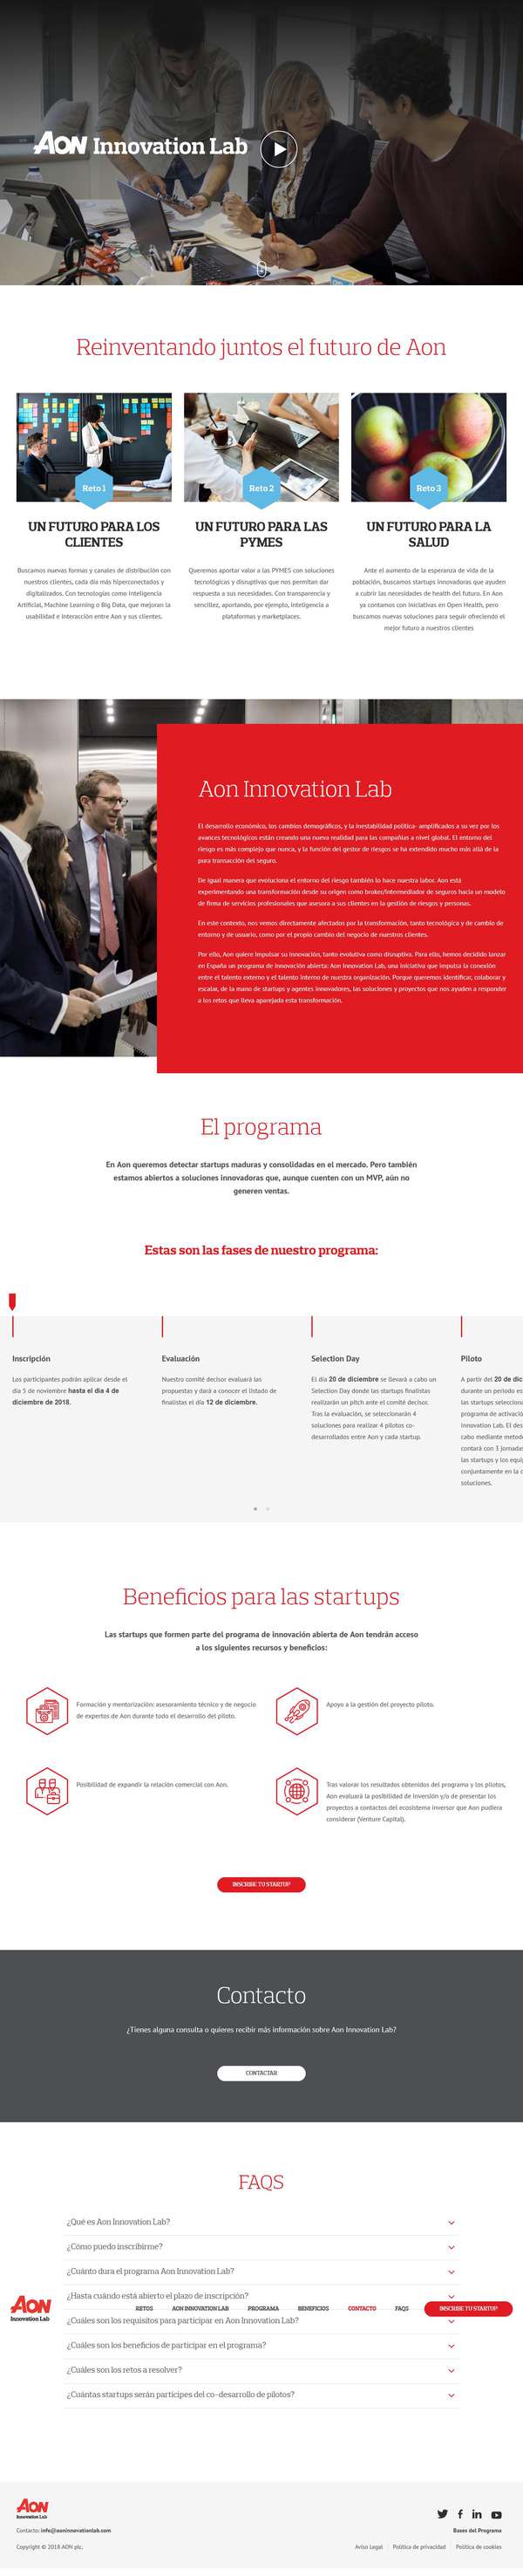 AON Innovation Lab
Reinventando juntos el futuro de Aon
Reto 1
UN FUTURO PARA LOS
CLIENTES
Buscamos nuevas formas y canales de distribución con
nuestros clientes, cada día más hiperconectados y
digitalizados. Con tecnologías como Inteligencia
Artificial, Machine Learning o Big Data, que mejoran la
usabilidad e interacción entre Aon y sus clientes.
Reto 2
UN FUTURO PARA LAS
PYMES
Queremos aportar valor a las PYMES con soluciones
tecnológicas y disruptivas que nos permitan dar
respuesta a sus necesidades. Con transparencia y
sencillez, aportando, por ejemplo, inteligencia a
plataformas y marketplaces.
Reto 3
UN FUTURO PARA LA
SALUD
Ante el aumento de la esperanza de vida de la
población, buscamos startups innovadoras que ayuden
a cubrir las necesidades de health del futuro. En Aon
ya contamos con iniciativas en Open Health, pero
buscamos nuevas soluciones para seguir ofreciendo el
mejor futuro a nuestros clientes
Aon Innovation Lab
El desarrollo económico, los cambios demográficos, y la inestabilidad política- amplificados a su vez por los
avances tecnológicos están creando una nueva realidad para las compañías a nivel global. El entorno del
riesgo es más complejo que nunca, y la función del gestor de riesgos se ha extendido mucho más allá de la
pura transacción del seguro.
De igual manera que evoluciona el entorno del riesgo también lo hace nuestra labor. Aon está
experimentando una transformación desde su origen como broker/intermediador de seguros hacia un modelo
de firma de servicios profesionales que asesora a sus clientes en la gestión de riesgos y personas.
En este contexto, nos vemos directamente afectados por la transformación, tanto tecnológica y de cambio de
entorno y de usuario, como por el propio cambio del negocio de nuestros clientes.
Por ello, Aon quiere impulsar su innovación, tanto evolutiva como disruptiva. Para ello, hemos decidido lanzar
en España un programa de innovación abierta: Aon Innovation Lab, una iniciativa que impulsa la conexión
entre el talento externo y el talento interno de nuestra organización. Porque queremos identificar, colaborar y
escalar, de la mano de startups y agentes innovadores, las soluciones y proyectos que nos ayuden a responder
a los retos que lleva aparejada esta transformación.
El programa
En Aon queremos detectar startups maduras y consolidadas en el mercado. Pero también
estamos abiertos a soluciones innovadoras que, aunque cuenten con un MVP, aún no
generen ventas.
Estas son las fases de nuestro programa:
Inscripción
Los participantes podrán aplicar desde el
día 5 de noviembre hasta el día 4 de
diciembre de 2018.
Evaluación
Nuestro comité decisor evaluará las
propuestas y dará a conocer el listado de
finalistas el día 12 de diciembre.
Selection Day
El día 20 de diciembre se llevará a cabo un
Selection Day donde las startups finalistas
realizarán un pitch ante el comité decisor.
Tras la evaluación, se seleccionarán 4
soluciones para realizar 4 pilotos co-
desarrollados entre Aon y cada startup.
Piloto
A partir del 20 de dic
durante un periodo es
las startups seleccion
programa de activació
Innovation Lab. El des
cabo mediante metod
contará con 3 jornada
las startups y los equi
conjuntamente en la c
soluciones.
Beneficios para las startups
Las startups que formen parte del programa de innovación abierta de Aon tendrán acceso
a los siguientes recursos y beneficios:
Formación y mentorización: asesoramiento técnico y de negocio
de expertos de Aon durante todo el desarrollo del piloto.
Apoyo a la gestión del proyecto piloto.
Posibilidad de expandir la relación comercial con Aon.
Tras valorar los resultados obtenidos del programa y los pilotos,
Aon evaluará la posibilidad de inversión y/o de presentar los
proyectos a contactos del ecosistema inversor que Aon pudiera
considerar (Venture Capital).
INSCRIBE TU STARTUP
Contacto
¿Tienes alguna consulta o quieres recibir más información sobre Aon Innovation Lab?
CONTACTAR
FAQS
¿Qué es Aon Innovation Lab?
¿Cómo puedo inscribirme?
¿Cuánto dura el programa Aon Innovation Lab?
¿Hasta cuándo está abierto el plazo de inscripción?
AON Innovation Lab RETOS AON INNOVATION LAB PROGRAMA BENEFICIOS CONTACTO FAQS INSCRIBE TU STARTUP
¿Cuáles son los requisitos para participar en Aon Innovation Lab?
¿Cuáles son los beneficios de participar en el programa?
¿Cuáles son los retos a resolver?
¿Cuántas startups serán partícipes del co-desarrollo de pilotos?
AON
Innovation Lab
Contacto: info@aoninnovationlab.com
Bases del Programa
Copyright © 2018 AON plc.
Aviso Legal Política de privacidad Política de cookies